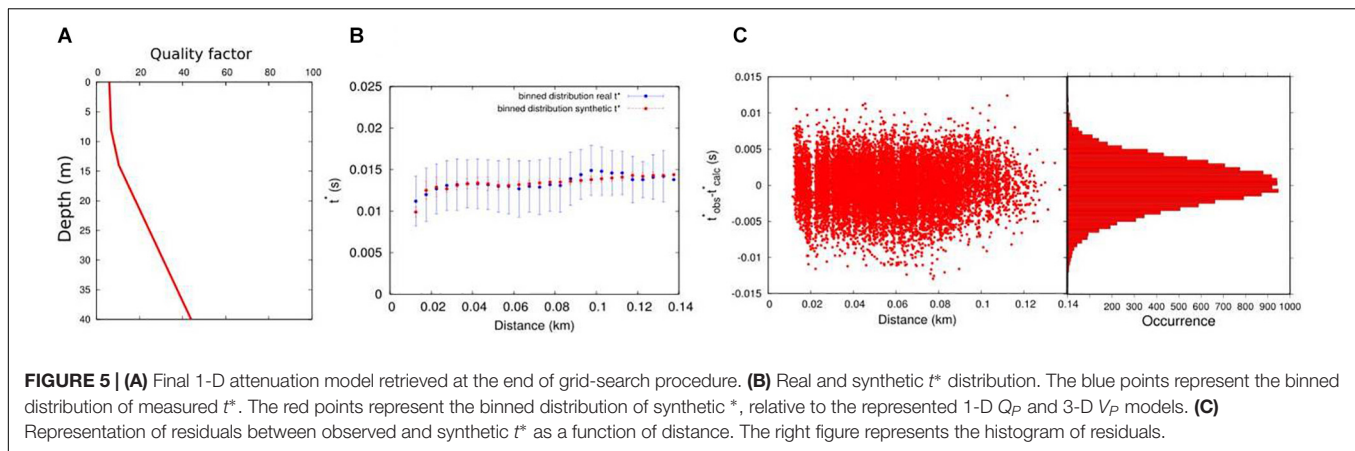 A
Quality factor
0 20 40 60 80 100
Depth (m)
0
5
10
15
20
25
30
35
40
B
0.025
0.02
0.015
0.01
0.005
0
t* (s)
binned distribution real t*
binned distribution synthetic t*
0.02 0.04 0.06 0.08 0.1 0.12 0.14
Distance (km)
C
0.015
0.01
0.005
0
-0.005
-0.01
-0.015
t*obs-t*calc (s)
0 0.02 0.04 0.06 0.08 0.1 0.12 0.14
Distance (km)
200 300 400 500 600 700 800 900 1000
Occurrence
FIGURE 5 | (A) Final 1-D attenuation model retrieved at the end of grid-search procedure. (B) Real and synthetic t* distribution. The blue points represent the binned
distribution of measured t*. The red points represent the binned distribution of synthetic *, relative to the represented 1-D QP and 3-D VP models. (C)
Representation of residuals between observed and synthetic t* as a function of distance. The right figure represents the histogram of residuals.